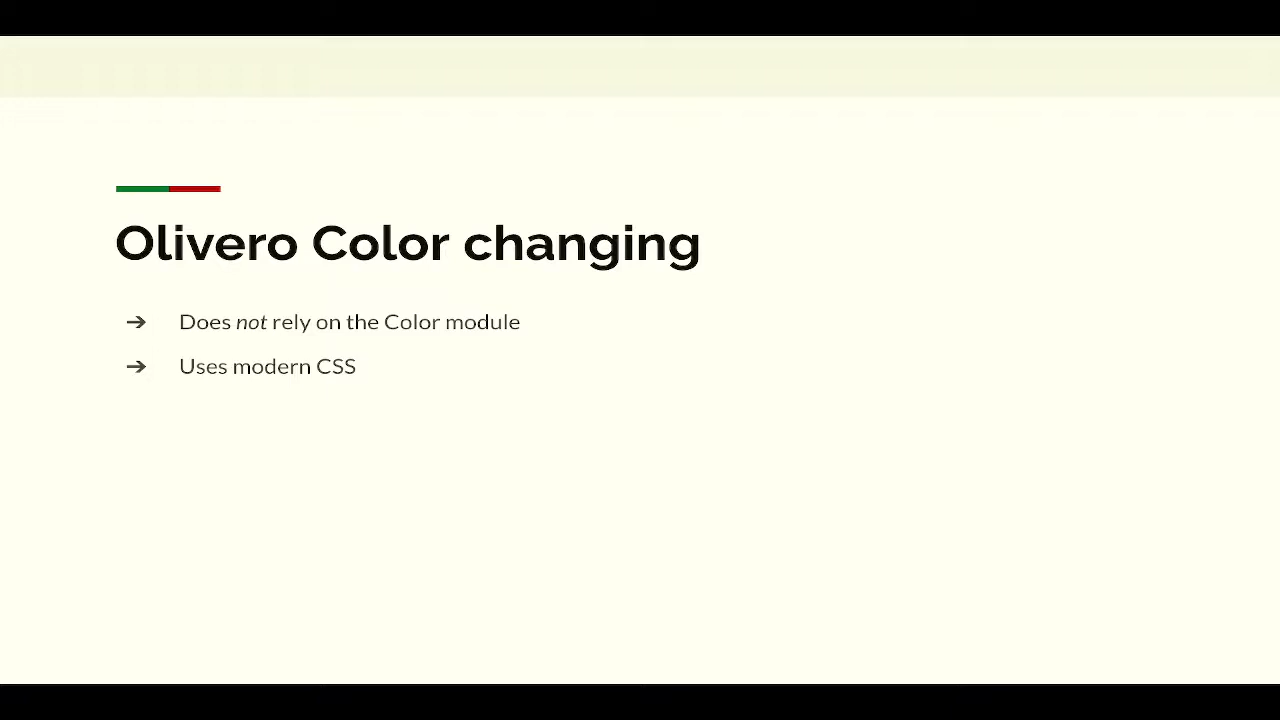 Olivero Color changing
➔ Does not rely on the Color module
➔ Uses modern CSS